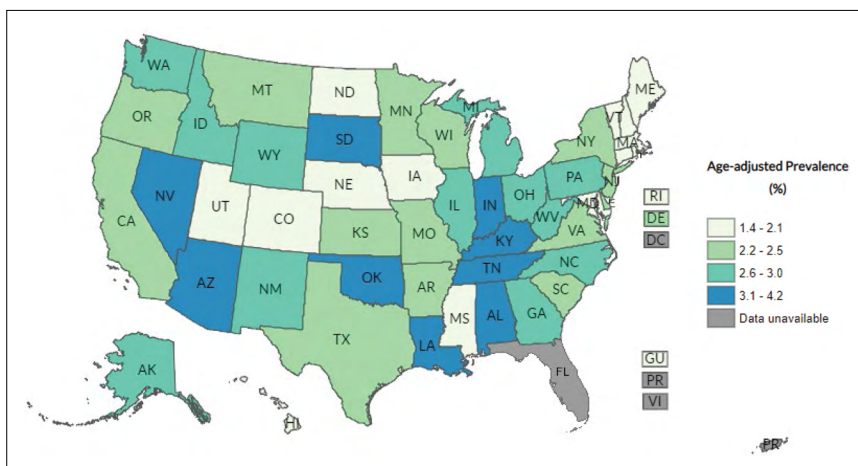 WA
MT
ND
MN
MI
ME
VT
OR
ID
SD
WI
NY
MA
WY
IA
PA
NJ
NV
UT
NE
IL
IN
OH
MD
RI
CA
CO
KS
MO
WV
VA
DE
KY
DC
AZ
NM
OK
TN
NC
AR
SC
TX
LA
MS
AL
GA
AK
HI
FL
GU
PR
VI
PR
Age-adjusted Prevalence
(%)
1.4 - 2.1
2.2 - 2.5
2.6 - 3.0
3.1 - 4.2
Data unavailable